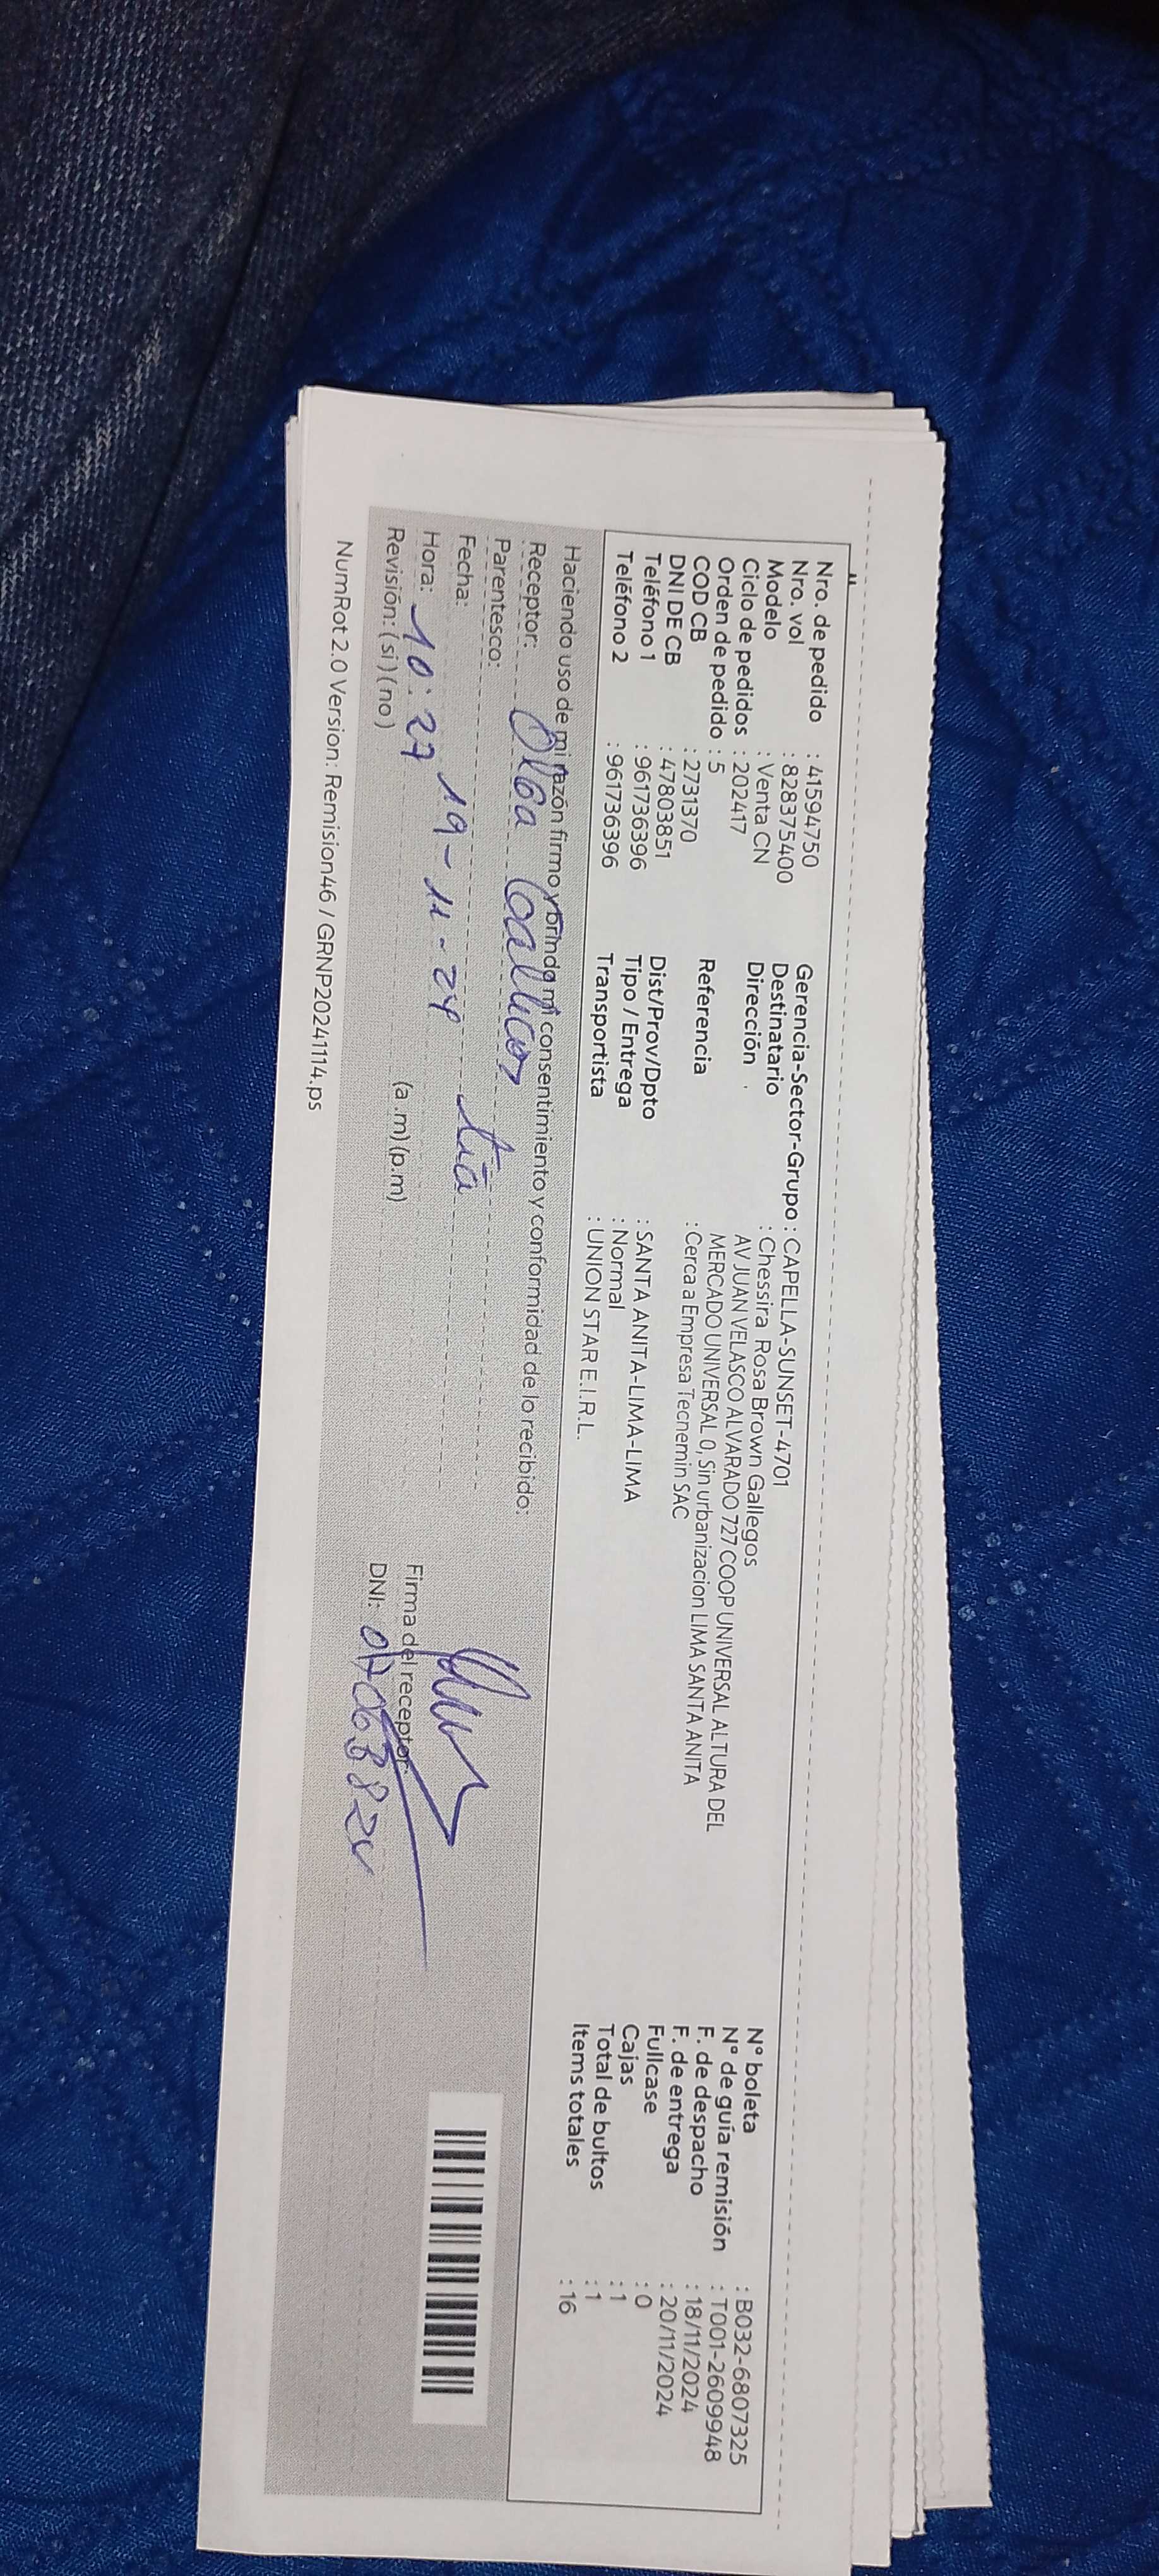 Nro. de pedido : 41594750
Nro. vol : 828375400
Modelo : Venta CN
Ciclo de pedidos : 202417
Orden de pedido : 5
COD CB : 2731370
DNI DE CB : 47803851
Teléfono 1 : 961736396
Teléfono 2 : 961736396
Gerencia-Sector-Grupo : CAPELLA-SUNSET-4701
Destinatario : Chessira Rosa Brown Gallegos
Dirección : AV JUAN VELASCO ALVARADO 727 COOP UNIVERSAL ALTURA DEL
MERCADO UNIVERSAL 0, Sin urbanizacion LIMA SANTA ANITA
Referencia : Cerca a Empresa Tecnemin SAC
Dist/Prov/Dpto : SANTA ANITA-LIMA-LIMA
Tipo / Entrega : Normal
Transportista : UNION STAR E.I.R.L.
N° boleta : B032-6807325
N° de guía remisión : T001-2609948
F. de despacho : 18/11/2024
F. de entrega : 20/11/2024
Fullcase : 0
Cajas : 1
Total de bultos : 1
Items totales : 16
Haciendo uso de mi razón firmo y brindo mi consentimiento y conformidad de lo recibido:
Receptor:
Parentesco: tia
Fecha: 19-11-24
Hora: 10:27 (a.m)(p.m)
Revisión: (si)(no)
Firma del receptor:
DNI:
NumRot 2.0 Version: Remision46 / GRNP20241114.ps